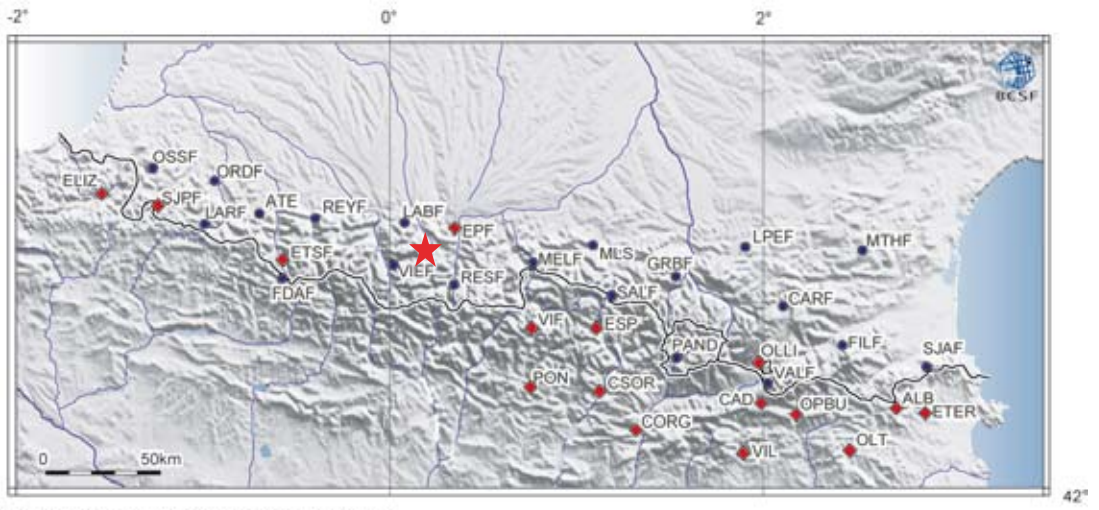 -2° 0° 2°
BCSF
OSSF
ELIZ ORDF
SJPF ATE REYF LABF
LARF EPF
ETSF LPEF MTHF
VIEF MELF MLS GRBF
FDAF RESF SALF CARF
VIF ESP
PAND OLLI FILF SJAF
PON CSOR VALF
CAD OPBU ALB ETER
CORG
VIL OLT
0 50km
42°